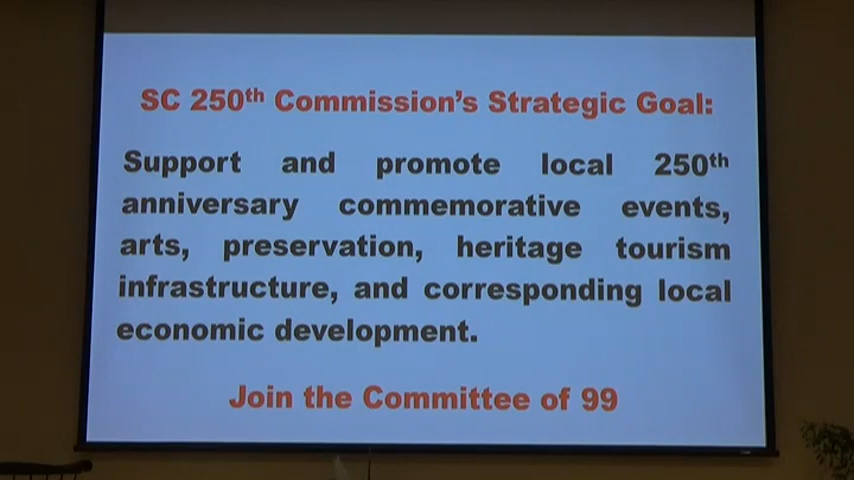 SC 250th Commission's Strategic Goal:
Support and promote local 250th
anniversary commemorative events,
arts, preservation, heritage tourism
infrastructure, and corresponding local
economic development.
Join the Committee of 99